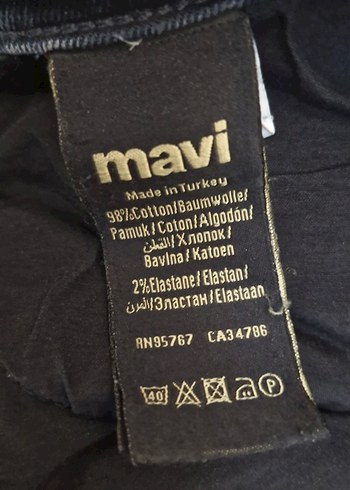 mavi
Made in Turkey
98%Cotton/Baumwolle/
Pamuk/Coton/Algodón/
القطن/Хлопок/
Bavlna/Katoen
2%Elastane/Elastan/
المرن/Эластан/Elastaan
RN95767 CA34786
40 P